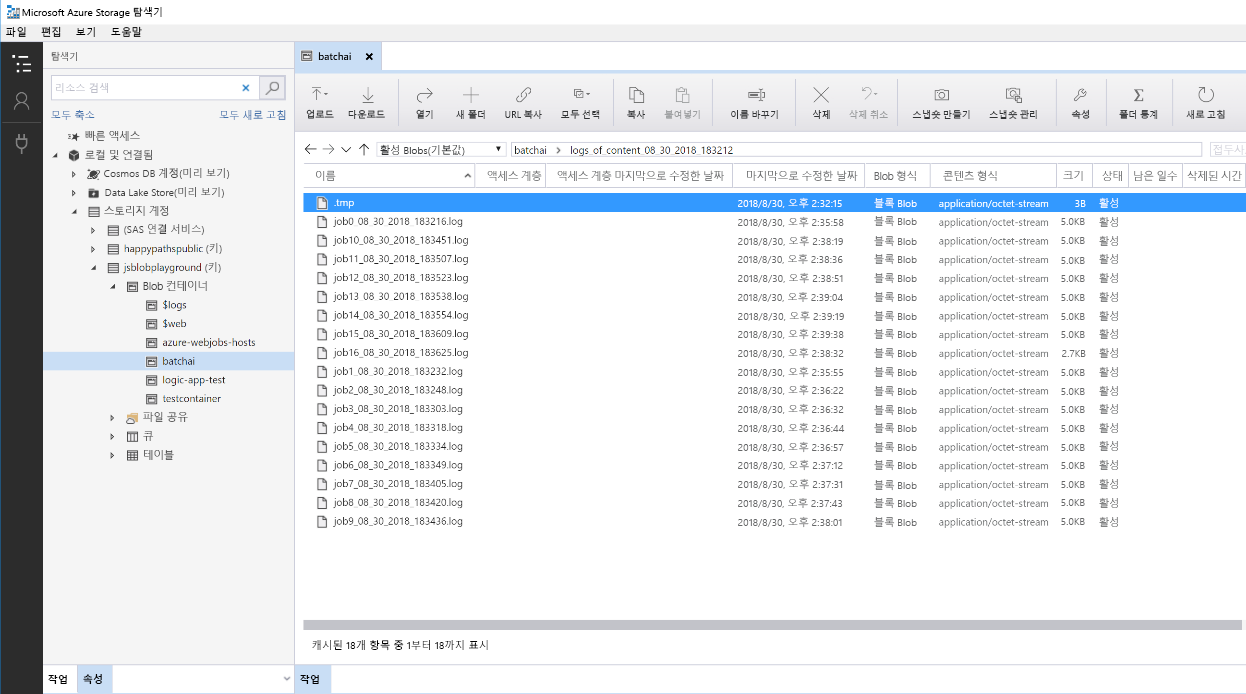 Microsoft Azure Storage 탐색기
파일 편집 보기 도움말
탐색기
리소스 검색
모두 축소 모두 새로 고침
빠른 액세스
로컬 및 연결됨
Cosmos DB 계정(미리 보기)
Data Lake Store(미리 보기)
스토리지 계정
(SAS 연결 서비스)
happypathspublic (키)
jsblobplayground (키)
Blob 컨테이너
$logs
$web
azure-webjobs-hosts
batchai
logic-app-test
testcontainer
파일 공유
큐
테이블
작업 속성
batchai
업로드 다운로드 열기 새 폴더 URL 복사 모두 선택 복사 붙여넣기 이름 바꾸기 삭제 삭제 취소 스냅숏 만들기 스냅숏 관리 속성 폴더 통계 새로 고침
활성 Blobs(기본값) batchai logs_of_content_08_30_2018_183212 접두사
이름 액세스 계층 액세스 계층 마지막으로 수정한 날짜 마지막으로 수정한 날짜 Blob 형식 콘텐츠 형식 크기 상태 남은 일수 삭제된 시간
.tmp 2018/8/30, 오후 2:32:15 블록 Blob application/octet-stream 3B 활성
job0_08_30_2018_183216.log 2018/8/30, 오후 2:35:58 블록 Blob application/octet-stream 5.0KB 활성
job10_08_30_2018_183451.log 2018/8/30, 오후 2:38:19 블록 Blob application/octet-stream 5.0KB 활성
job11_08_30_2018_183507.log 2018/8/30, 오후 2:38:36 블록 Blob application/octet-stream 5.0KB 활성
job12_08_30_2018_183523.log 2018/8/30, 오후 2:38:51 블록 Blob application/octet-stream 5.0KB 활성
job13_08_30_2018_183538.log 2018/8/30, 오후 2:39:04 블록 Blob application/octet-stream 5.0KB 활성
job14_08_30_2018_183554.log 2018/8/30, 오후 2:39:19 블록 Blob application/octet-stream 5.0KB 활성
job15_08_30_2018_183609.log 2018/8/30, 오후 2:39:38 블록 Blob application/octet-stream 5.0KB 활성
job16_08_30_2018_183625.log 2018/8/30, 오후 2:38:32 블록 Blob application/octet-stream 2.7KB 활성
job1_08_30_2018_183232.log 2018/8/30, 오후 2:35:55 블록 Blob application/octet-stream 5.0KB 활성
job2_08_30_2018_183248.log 2018/8/30, 오후 2:36:22 블록 Blob application/octet-stream 5.0KB 활성
job3_08_30_2018_183303.log 2018/8/30, 오후 2:36:32 블록 Blob application/octet-stream 5.0KB 활성
job4_08_30_2018_183318.log 2018/8/30, 오후 2:36:44 블록 Blob application/octet-stream 5.0KB 활성
job5_08_30_2018_183334.log 2018/8/30, 오후 2:36:57 블록 Blob application/octet-stream 5.0KB 활성
job6_08_30_2018_183349.log 2018/8/30, 오후 2:37:12 블록 Blob application/octet-stream 5.0KB 활성
job7_08_30_2018_183405.log 2018/8/30, 오후 2:37:31 블록 Blob application/octet-stream 5.0KB 활성
job8_08_30_2018_183420.log 2018/8/30, 오후 2:37:43 블록 Blob application/octet-stream 5.0KB 활성
job9_08_30_2018_183436.log 2018/8/30, 오후 2:38:01 블록 Blob application/octet-stream 5.0KB 활성
캐시된 18개 항목 중 1부터 18까지 표시
작업